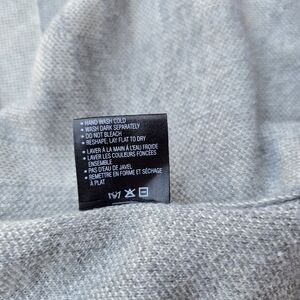 • HAND WASH COLD
• WASH DARK SEPARATELY
• DO NOT BLEACH
• RESHAPE, LAY FLAT TO DRY
• LAVER À LA MAIN À L'EAU FROIDE
• LAVER LES COULEURS FONCÉES
ENSEMBLE
• PAS D'EAU DE JAVEL
• REMETTRE EN FORME ET SÉCHAGE
À PLAT